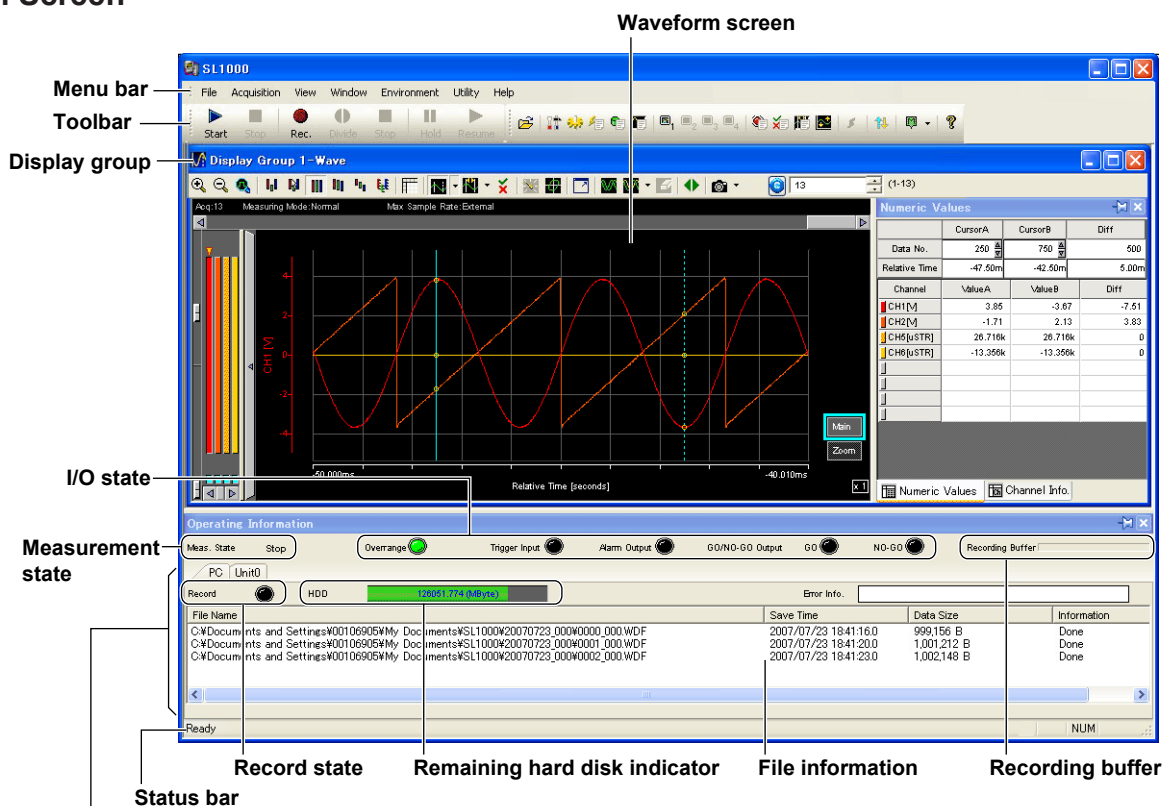 Screen
Waveform screen
SL1000
Menu bar
File Acquisition View Window Environment Utility Help
Toolbar
Start Stop Rec. Divide Stop Hold Resume
Display group
Display Group 1-Wave
13 (1-13)
Acq:13 Measuring Mode:Normal Max Sample Rate:External
Numeric Values
CursorA CursorB Diff
Data No. 250 750 500
Relative Time -47.50m -42.50m 5.00m
Channel ValueA ValueB Diff
CH1[V] 3.85 -3.67 -7.51
CH2[V] -1.71 2.13 3.83
CH5[uSTR] 26.716k 26.716k 0
CH6[uSTR] -13.356k -13.356k 0
4
2
0
-2
-4
CH1 [V]
Main
Zoom
-50.000ms -40.010ms
Relative Time [seconds]
x 1
Numeric Values Channel Info.
I/O state
Operating Information
Measurement state
Meas. State Stop Overrange Trigger Input Alarm Output GO/NO-GO Output GO NO-GO Recording Buffer
PC Unit0
Record HDD 126051.774 (MByte) Error Info.
File Name Save Time Data Size Information
C:¥Documents and Settings¥00106905¥My Documents¥SL1000¥20070723_000¥0000_000.WDF 2007/07/23 18:41:16.0 999,156 B Done
C:¥Documents and Settings¥00106905¥My Documents¥SL1000¥20070723_000¥0001_000.WDF 2007/07/23 18:41:20.0 1,001,212 B Done
C:¥Documents and Settings¥00106905¥My Documents¥SL1000¥20070723_000¥0002_000.WDF 2007/07/23 18:41:23.0 1,002,148 B Done
Ready NUM
Record state Remaining hard disk indicator File information Recording buffer
Status bar